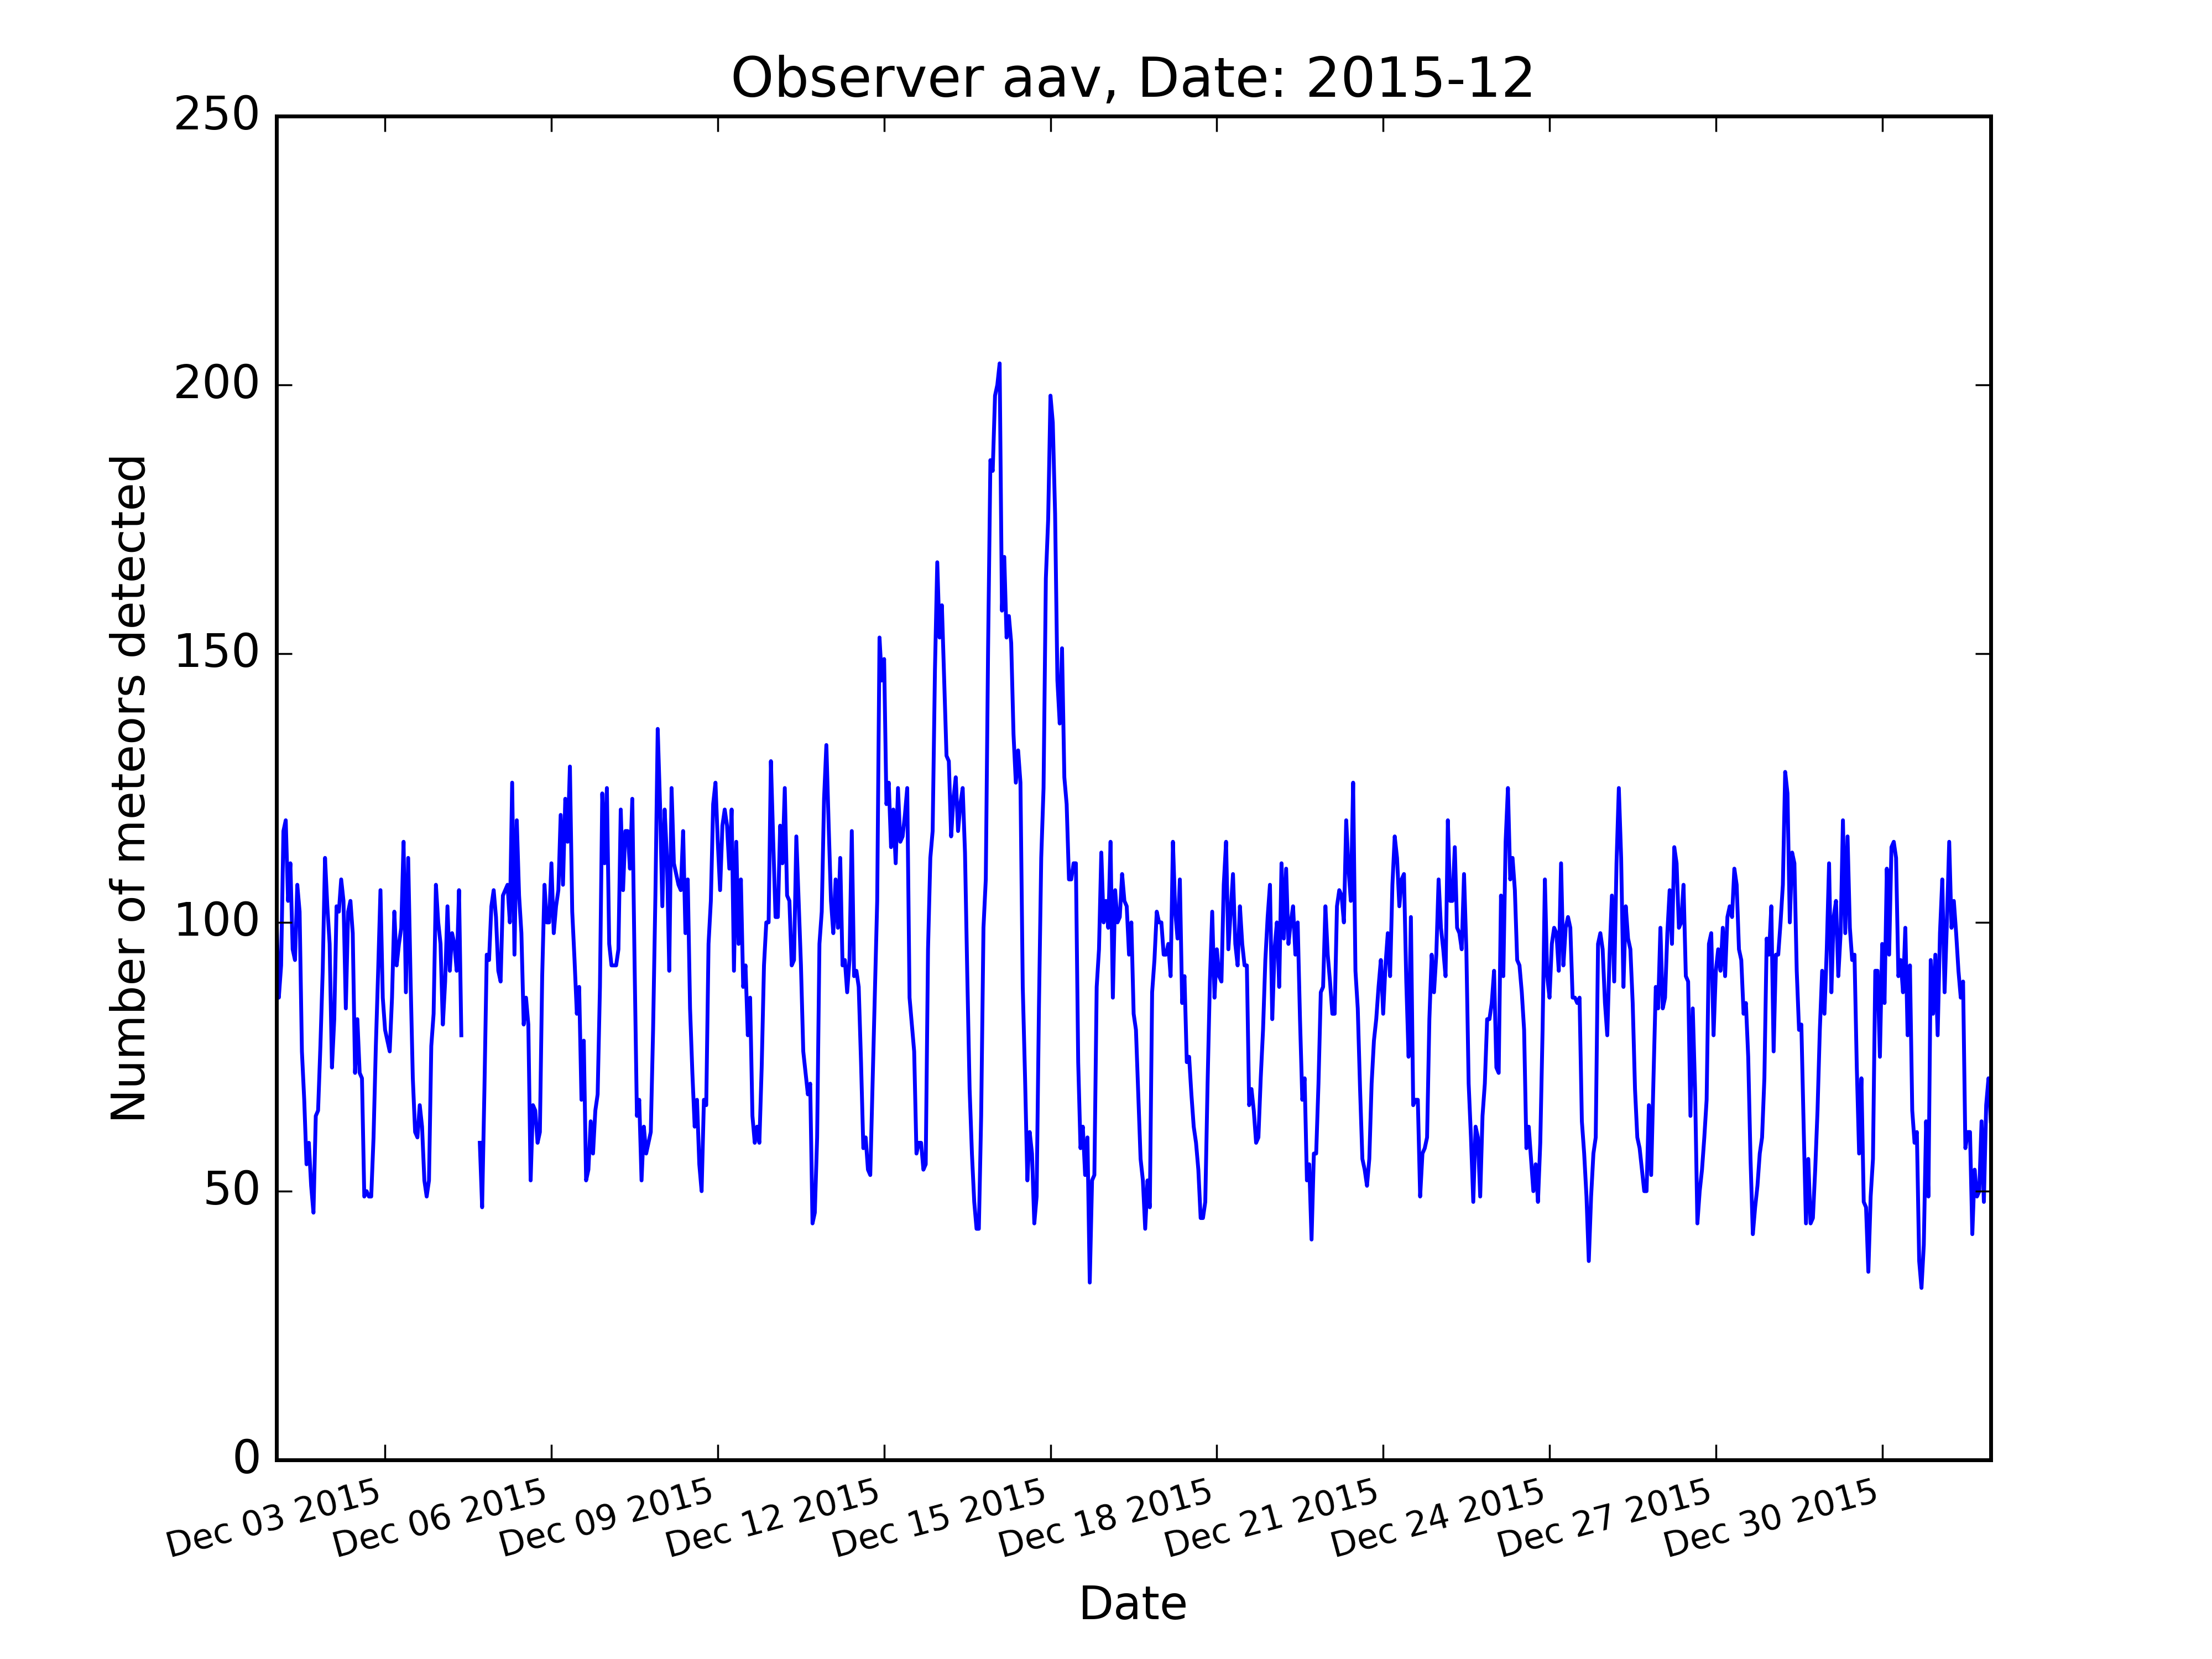 Observer aav, Date: 2015-12
250
200
150
100
50
0
Number of meteors detected
Dec 03 2015
Dec 06 2015
Dec 09 2015
Dec 12 2015
Dec 15 2015
Dec 18 2015
Dec 21 2015
Dec 24 2015
Dec 27 2015
Dec 30 2015
Date